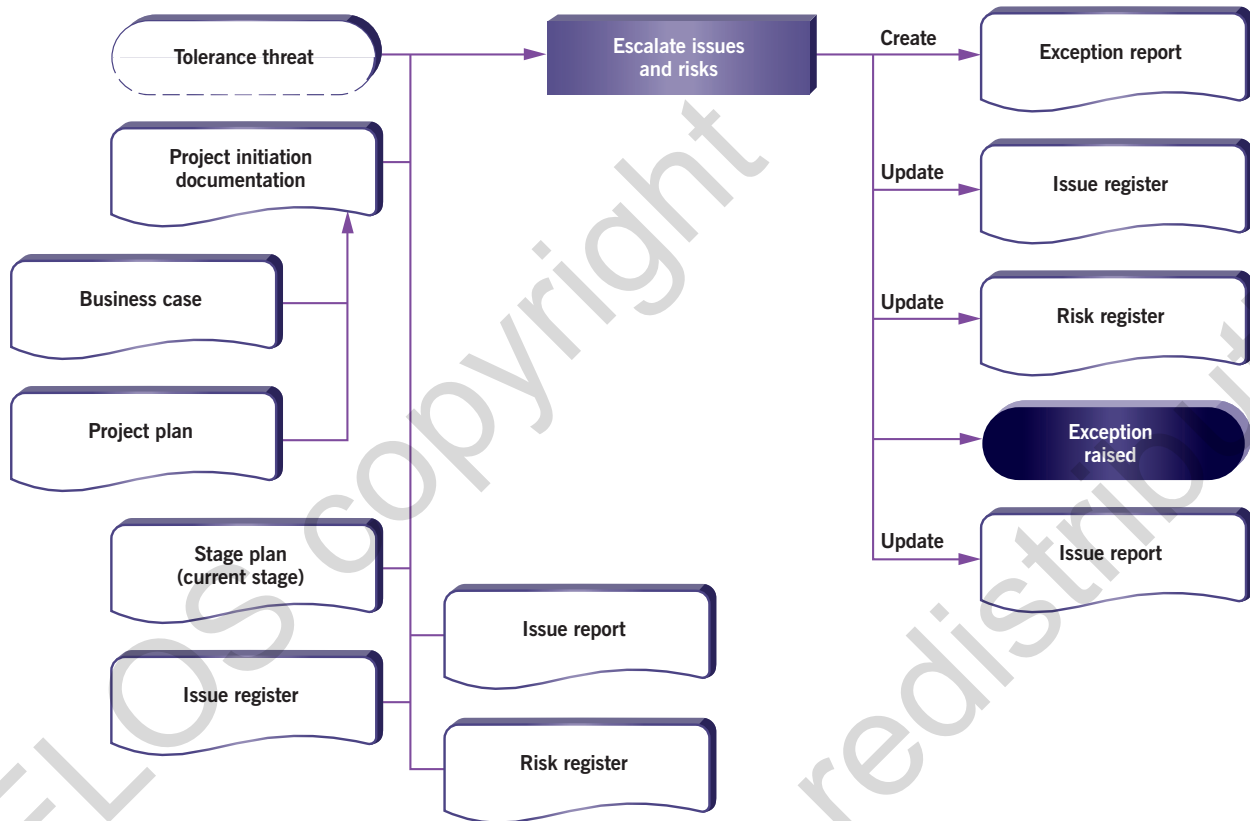 Tolerance threat
Escalate issues
and risks
Create
Exception report
Project initiation
documentation
Update
Issue register
Business case
Update
Risk register
Project plan
Exception
raised
Stage plan
(current stage)
Update
Issue report
Issue report
Issue register
Risk register
copyright